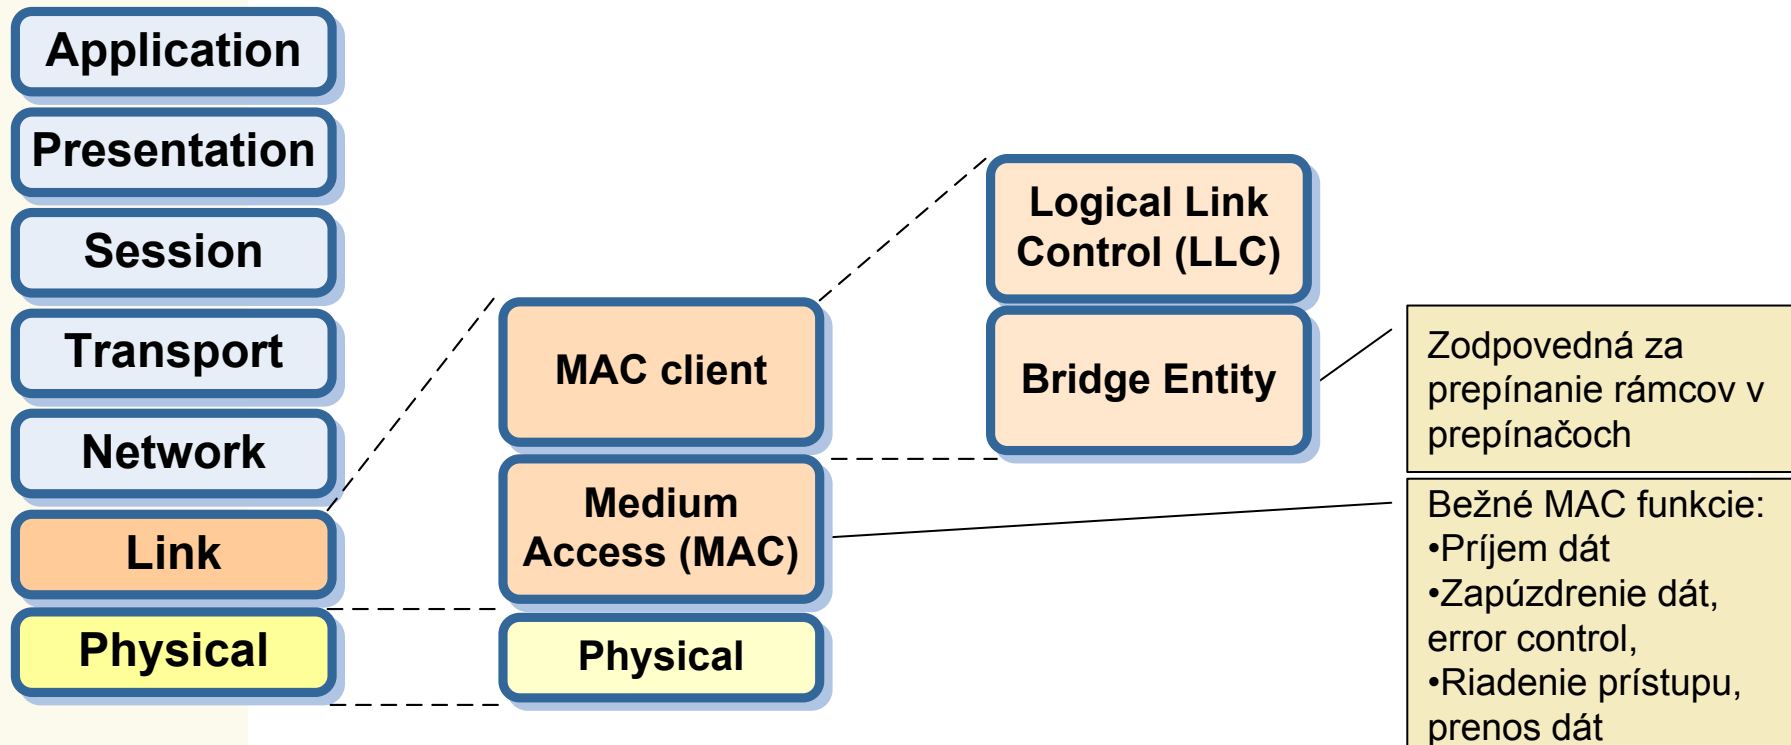 Application
Presentation
Session
Transport
Network
Link
Physical
MAC client
Medium
Access (MAC)
Physical
Logical Link
Control (LLC)
Bridge Entity
Zodpovedná za
prepínanie rámcov v
prepínačoch
Bežné MAC funkcie:
•Príjem dát
•Zapúzdrenie dát,
error control,
•Riadenie prístupu,
prenos dát